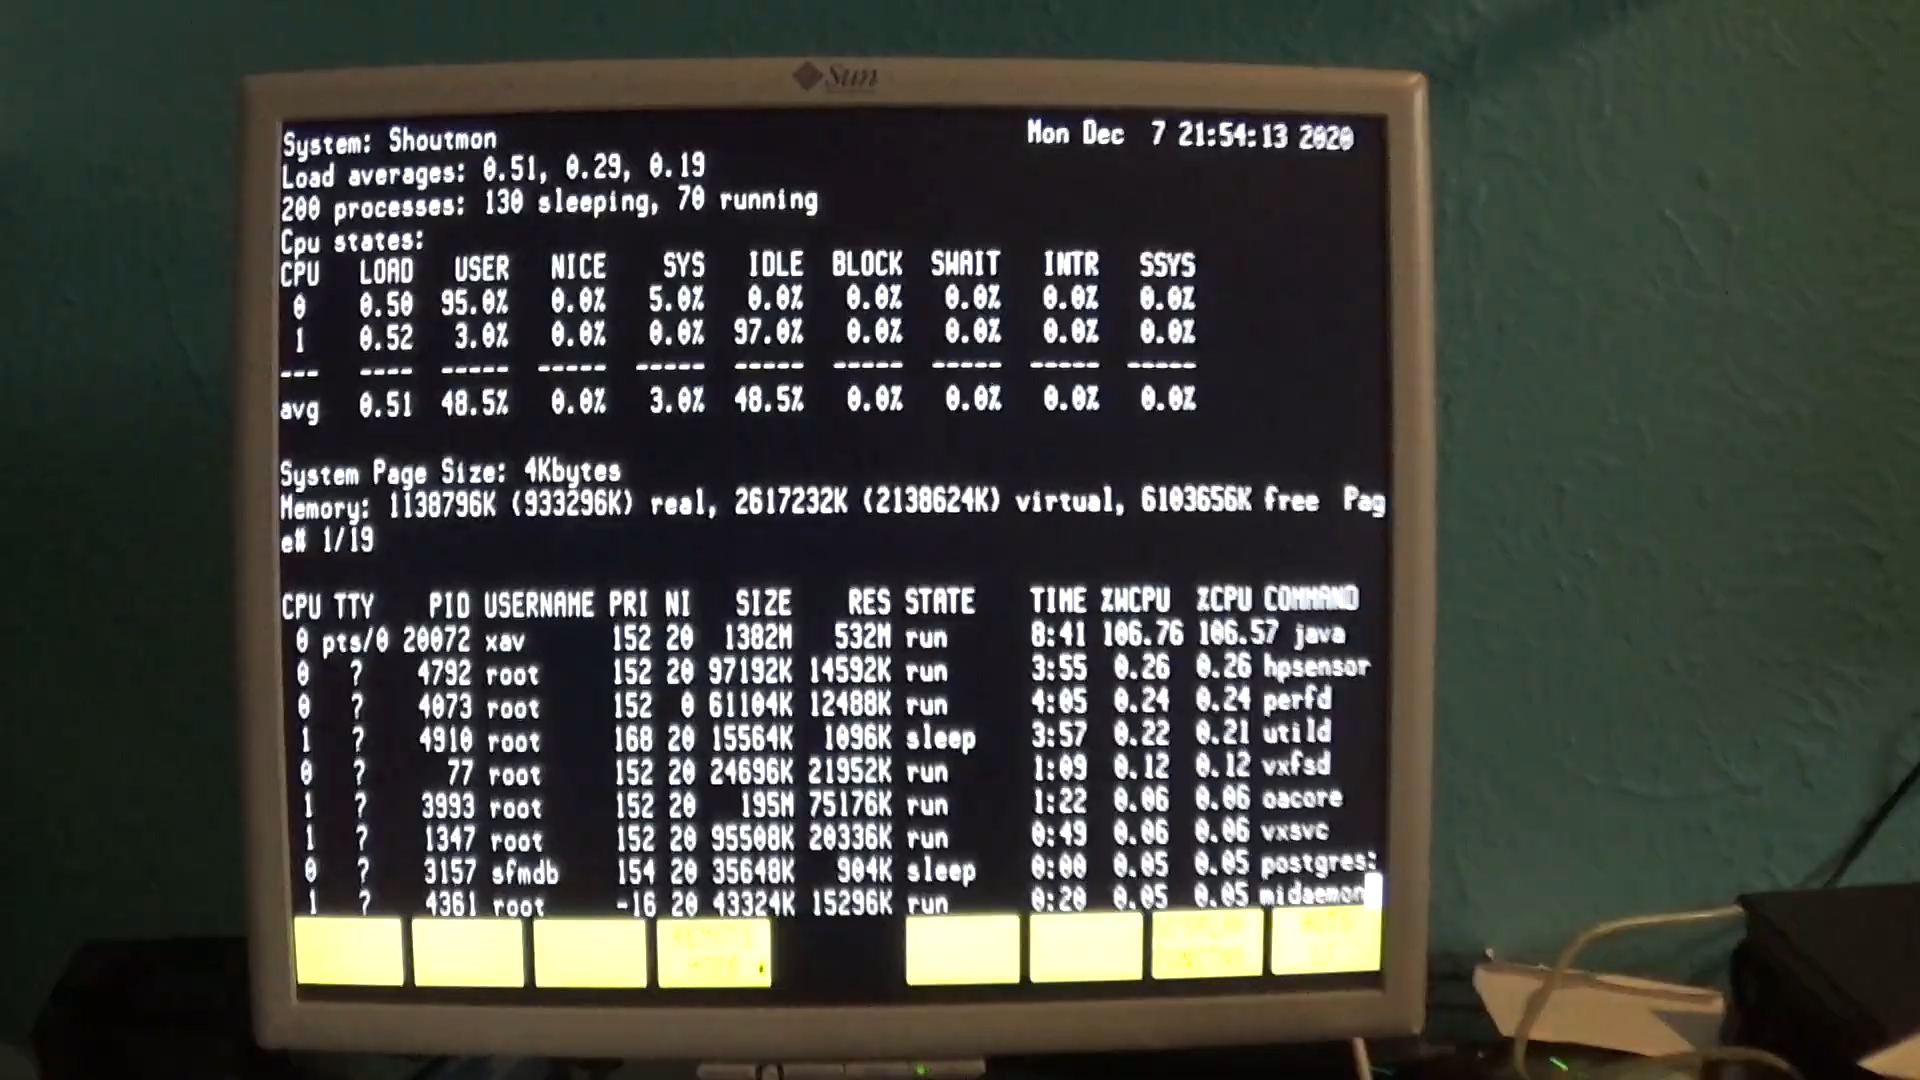 Sun
System: Shoutmon Mon Dec 7 21:54:13 2020
Load averages: 0.51, 0.29, 0.19
200 processes: 130 sleeping, 70 running
Cpu states:
CPU LOAD USER NICE SYS IDLE BLOCK SWAIT INTR SSYS
0 0.50 95.0% 0.0% 5.0% 0.0% 0.0% 0.0% 0.0% 0.0%
1 0.52 3.0% 0.0% 0.0% 97.0% 0.0% 0.0% 0.0% 0.0%
--- ---- ----- ----- ----- ----- ----- ----- ----- -----
avg 0.51 48.5% 0.0% 3.0% 48.5% 0.0% 0.0% 0.0% 0.0%
System Page Size: 4Kbytes
Memory: 1138796K (933296K) real, 2617232K (2138624K) virtual, 6103656K free Pag
e# 1/19
CPU TTY PID USERNAME PRI NI SIZE RES STATE TIME %WCPU %CPU COMMAND
0 pts/0 20072 xav 152 20 1382M 532M run 8:41 106.76 106.57 java
0 ? 4792 root 152 20 97192K 14592K run 3:55 0.26 0.26 hpsensor
0 ? 4073 root 152 0 61104K 12488K run 4:05 0.24 0.24 perfd
1 ? 4910 root 168 20 15564K 1096K sleep 3:57 0.22 0.21 utild
0 ? 77 root 152 20 24696K 21952K run 1:09 0.12 0.12 vxfsd
1 ? 3993 root 152 20 195M 75176K run 1:22 0.06 0.06 oacore
1 ? 1347 root 152 20 95508K 20336K run 0:49 0.06 0.06 vxsvc
0 ? 3157 sfmdb 154 20 35648K 904K sleep 0:00 0.05 0.05 postgres:
1 ? 4361 root -16 20 43324K 15296K run 0:20 0.05 0.05 midaemon